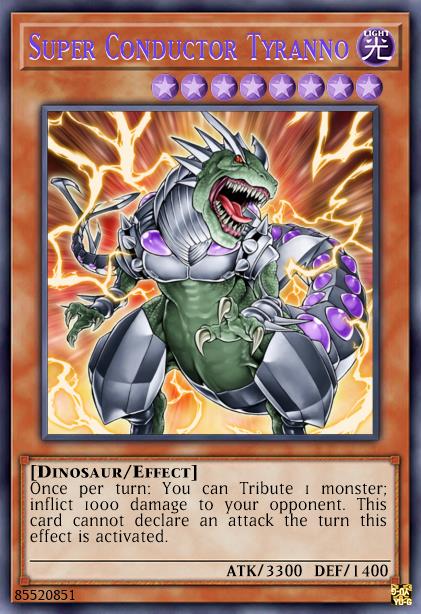 Super Conductor Tyranno
LIGHT
光
[Dinosaur/Effect]
Once per turn: You can Tribute 1 monster;
inflict 1000 damage to your opponent. This
card cannot declare an attack the turn this
effect is activated.
ATK/3300 DEF/1400
85520851